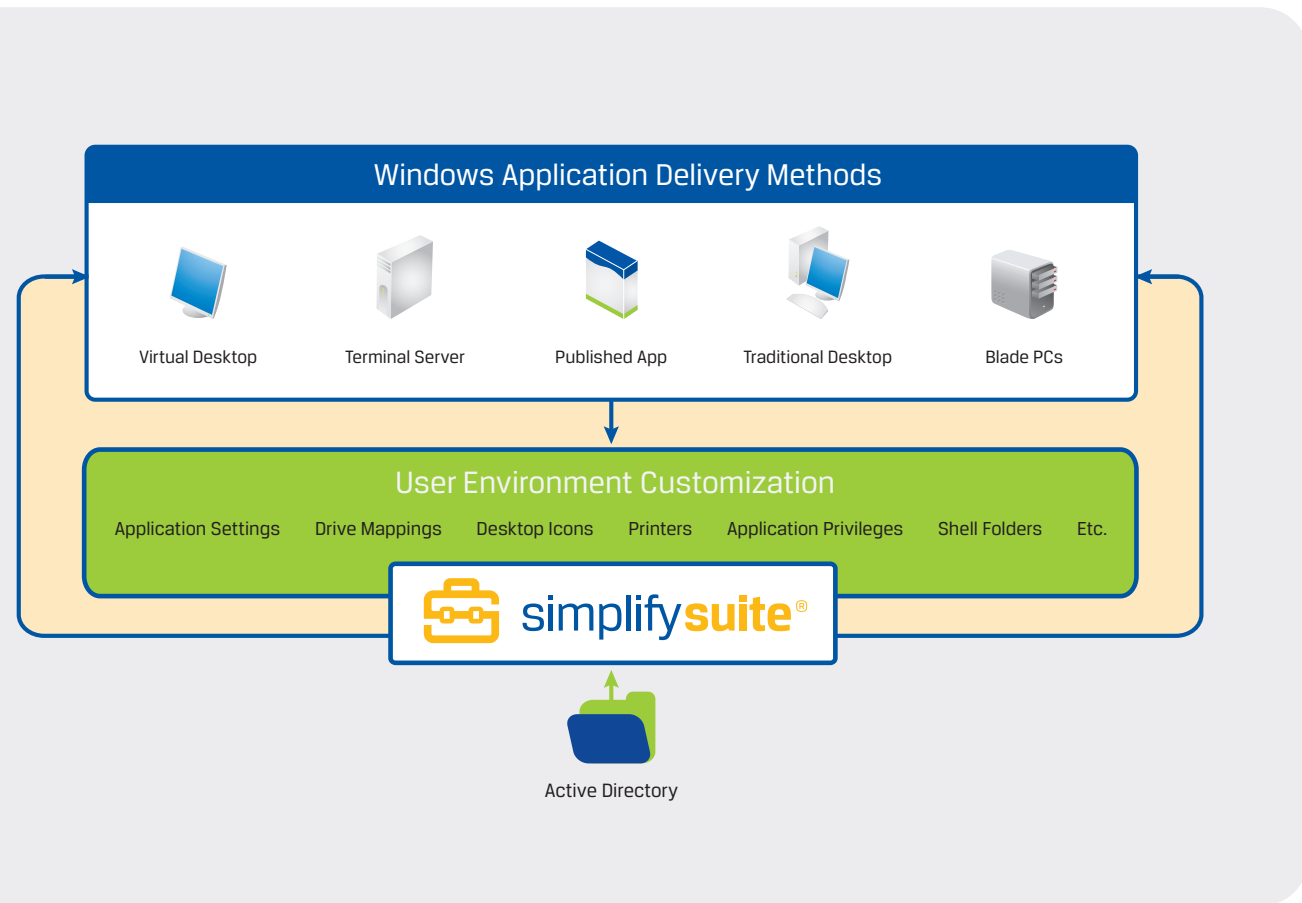 Windows Application Delivery Methods
Virtual Desktop Terminal Server Published App Traditional Desktop Blade PCs
User Environment Customization
Application Settings Drive Mappings Desktop Icons Printers Application Privileges Shell Folders Etc.
simplifysuite®
Active Directory